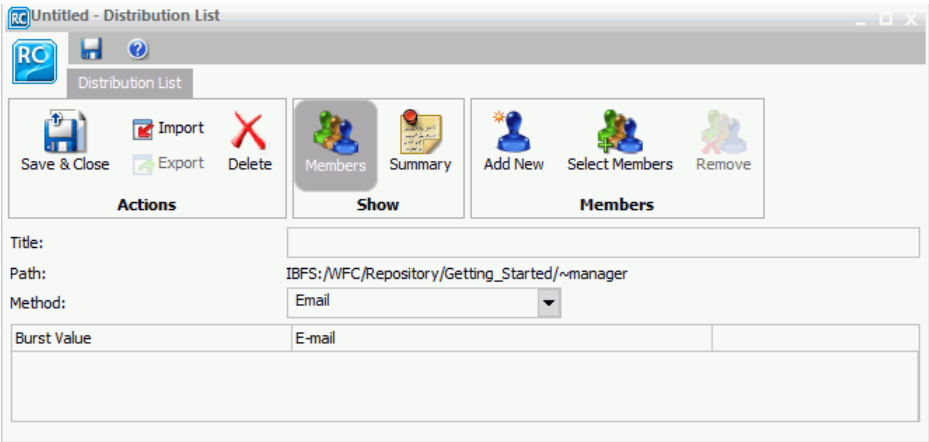 RC Untitled - Distribution List
RC
Distribution List
Save & Close Import Export Delete Members Summary Add New Select Members Remove
Actions Show Members
Title:
Path: IBFS:/WFC/Repository/Getting_Started/~manager
Method: Email
Burst Value E-mail